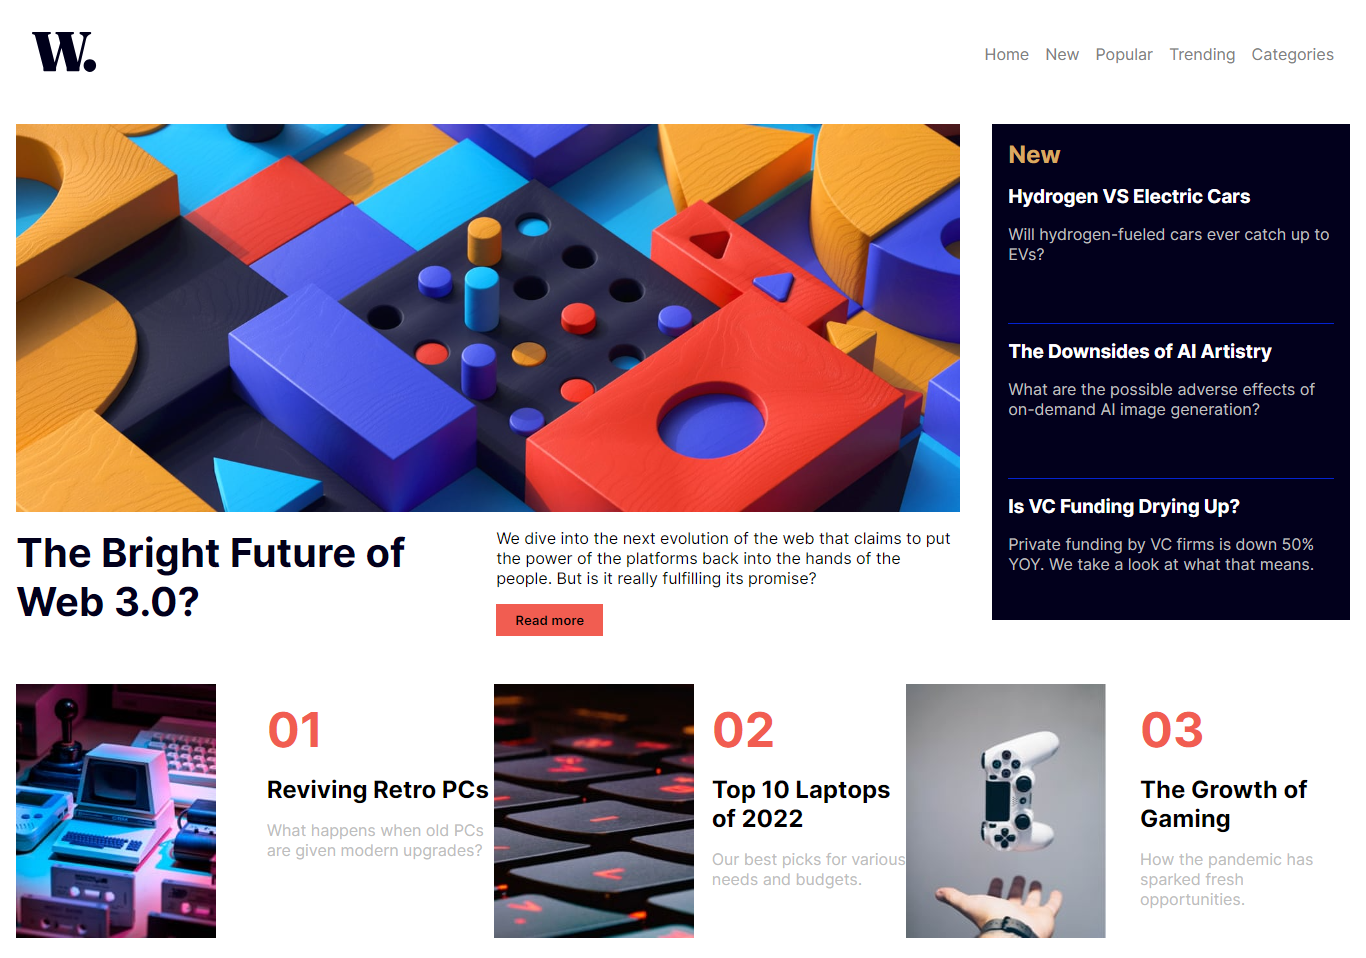 W.
Home New Popular Trending Categories
New
Hydrogen VS Electric Cars
Will hydrogen-fueled cars ever catch up to
EVs?
The Downsides of AI Artistry
What are the possible adverse effects of
on-demand AI image generation?
Is VC Funding Drying Up?
Private funding by VC firms is down 50%
YOY. We take a look at what that means.
The Bright Future of
Web 3.0?
We dive into the next evolution of the web that claims to put
the power of the platforms back into the hands of the
people. But is it really fulfilling its promise?
Read more
01
Reviving Retro PCs
What happens when old PCs
are given modern upgrades?
02
Top 10 Laptops
of 2022
Our best picks for various
needs and budgets.
03
The Growth of
Gaming
How the pandemic has
sparked fresh
opportunities.